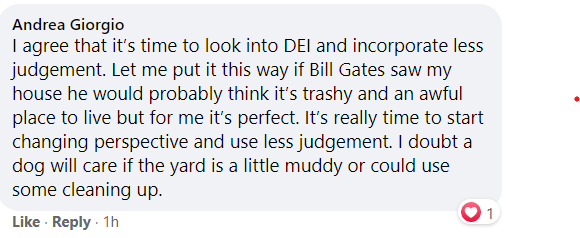 Andrea Giorgio
I agree that it's time to look into DEI and incorporate less
judgement. Let me put it this way if Bill Gates saw my
house he would probably think it's trashy and an awful
place to live but for me it's perfect. It's really time to start
changing perspective and use less judgement. I doubt a
dog will care if the yard is a little muddy or could use
some cleaning up.
1
Like · Reply · 1h